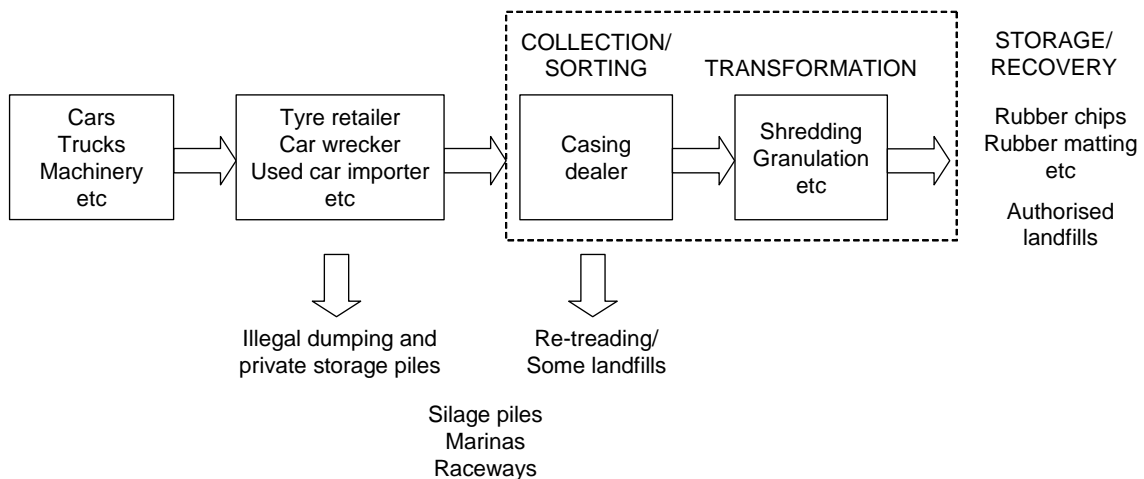 COLLECTION/
SORTING
TRANSFORMATION
STORAGE/
RECOVERY
Cars
Trucks
Machinery
etc
Tyre retailer
Car wrecker
Used car importer
etc
Casing
dealer
Shredding
Granulation
etc
Rubber chips
Rubber matting
etc
Authorised
landfills
Illegal dumping and
private storage piles
Re-treading/
Some landfills
Silage piles
Marinas
Raceways